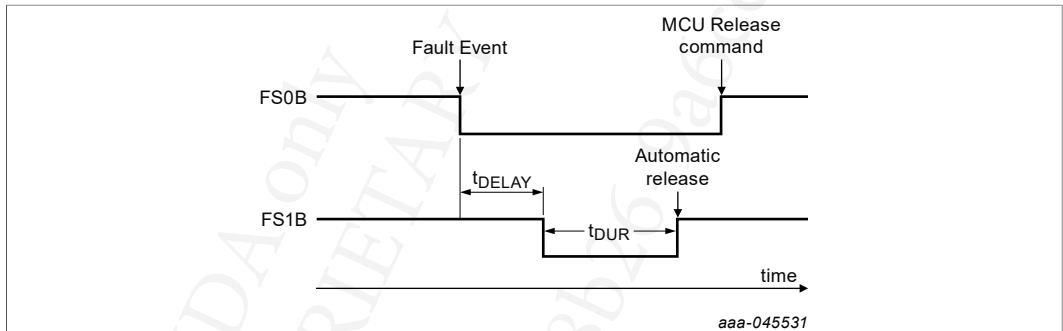 MCU Release
command
Fault Event
FS0B
Automatic
release
tDELAY
FS1B
tDUR
time
aaa-045531